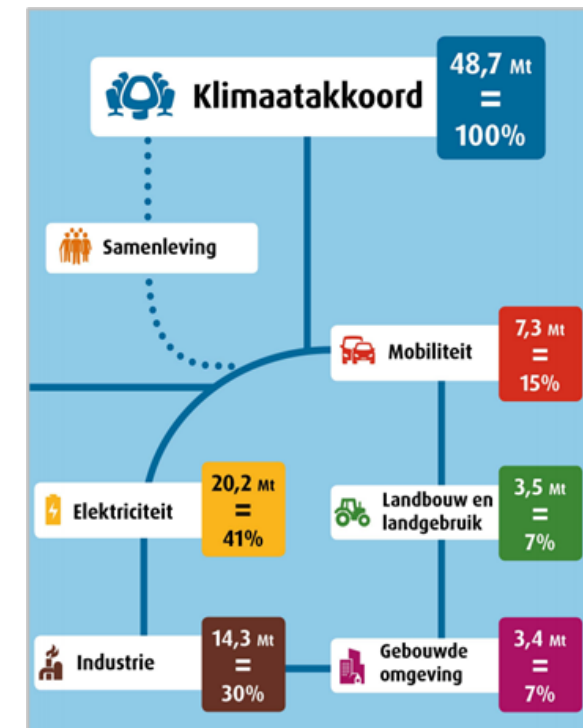 Klimaatakkoord
48,7 Mt
=
100%
Samenleving
Mobiliteit
7,3 Mt
=
15%
Elektriciteit
20,2 Mt
=
41%
Landbouw en
landgebruik
3,5 Mt
=
7%
Industrie
14,3 Mt
=
30%
Gebouwde
omgeving
3,4 Mt
=
7%